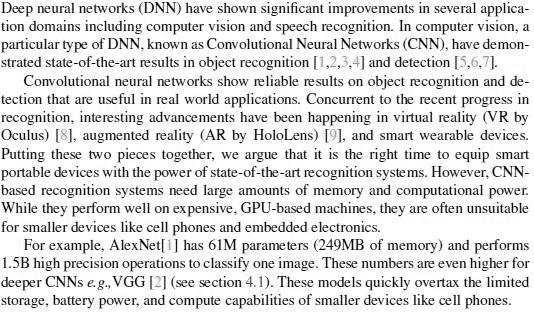 Deep neural networks (DNN) have shown significant improvements in several applica-
tion domains including computer vision and speech recognition. In computer vision, a
particular type of DNN, known as Convolutional Neural Networks (CNN), have demon-
strated state-of-the-art results in object recognition [1,2,3,4] and detection [5,6,7].
Convolutional neural networks show reliable results on object recognition and de-
tection that are useful in real world applications. Concurrent to the recent progress in
recognition, interesting advancements have been happening in virtual reality (VR by
Oculus) [8], augmented reality (AR by HoloLens) [9], and smart wearable devices.
Putting these two pieces together, we argue that it is the right time to equip smart
portable devices with the power of state-of-the-art recognition systems. However, CNN-
based recognition systems need large amounts of memory and computational power.
While they perform well on expensive, GPU-based machines, they are often unsuitable
for smaller devices like cell phones and embedded electronics.
For example, AlexNet[1] has 61M parameters (249MB of memory) and performs
1.5B high precision operations to classify one image. These numbers are even higher for
deeper CNNs e.g.,VGG [2] (see section 4.1). These models quickly overtax the limited
storage, battery power, and compute capabilities of smaller devices like cell phones.